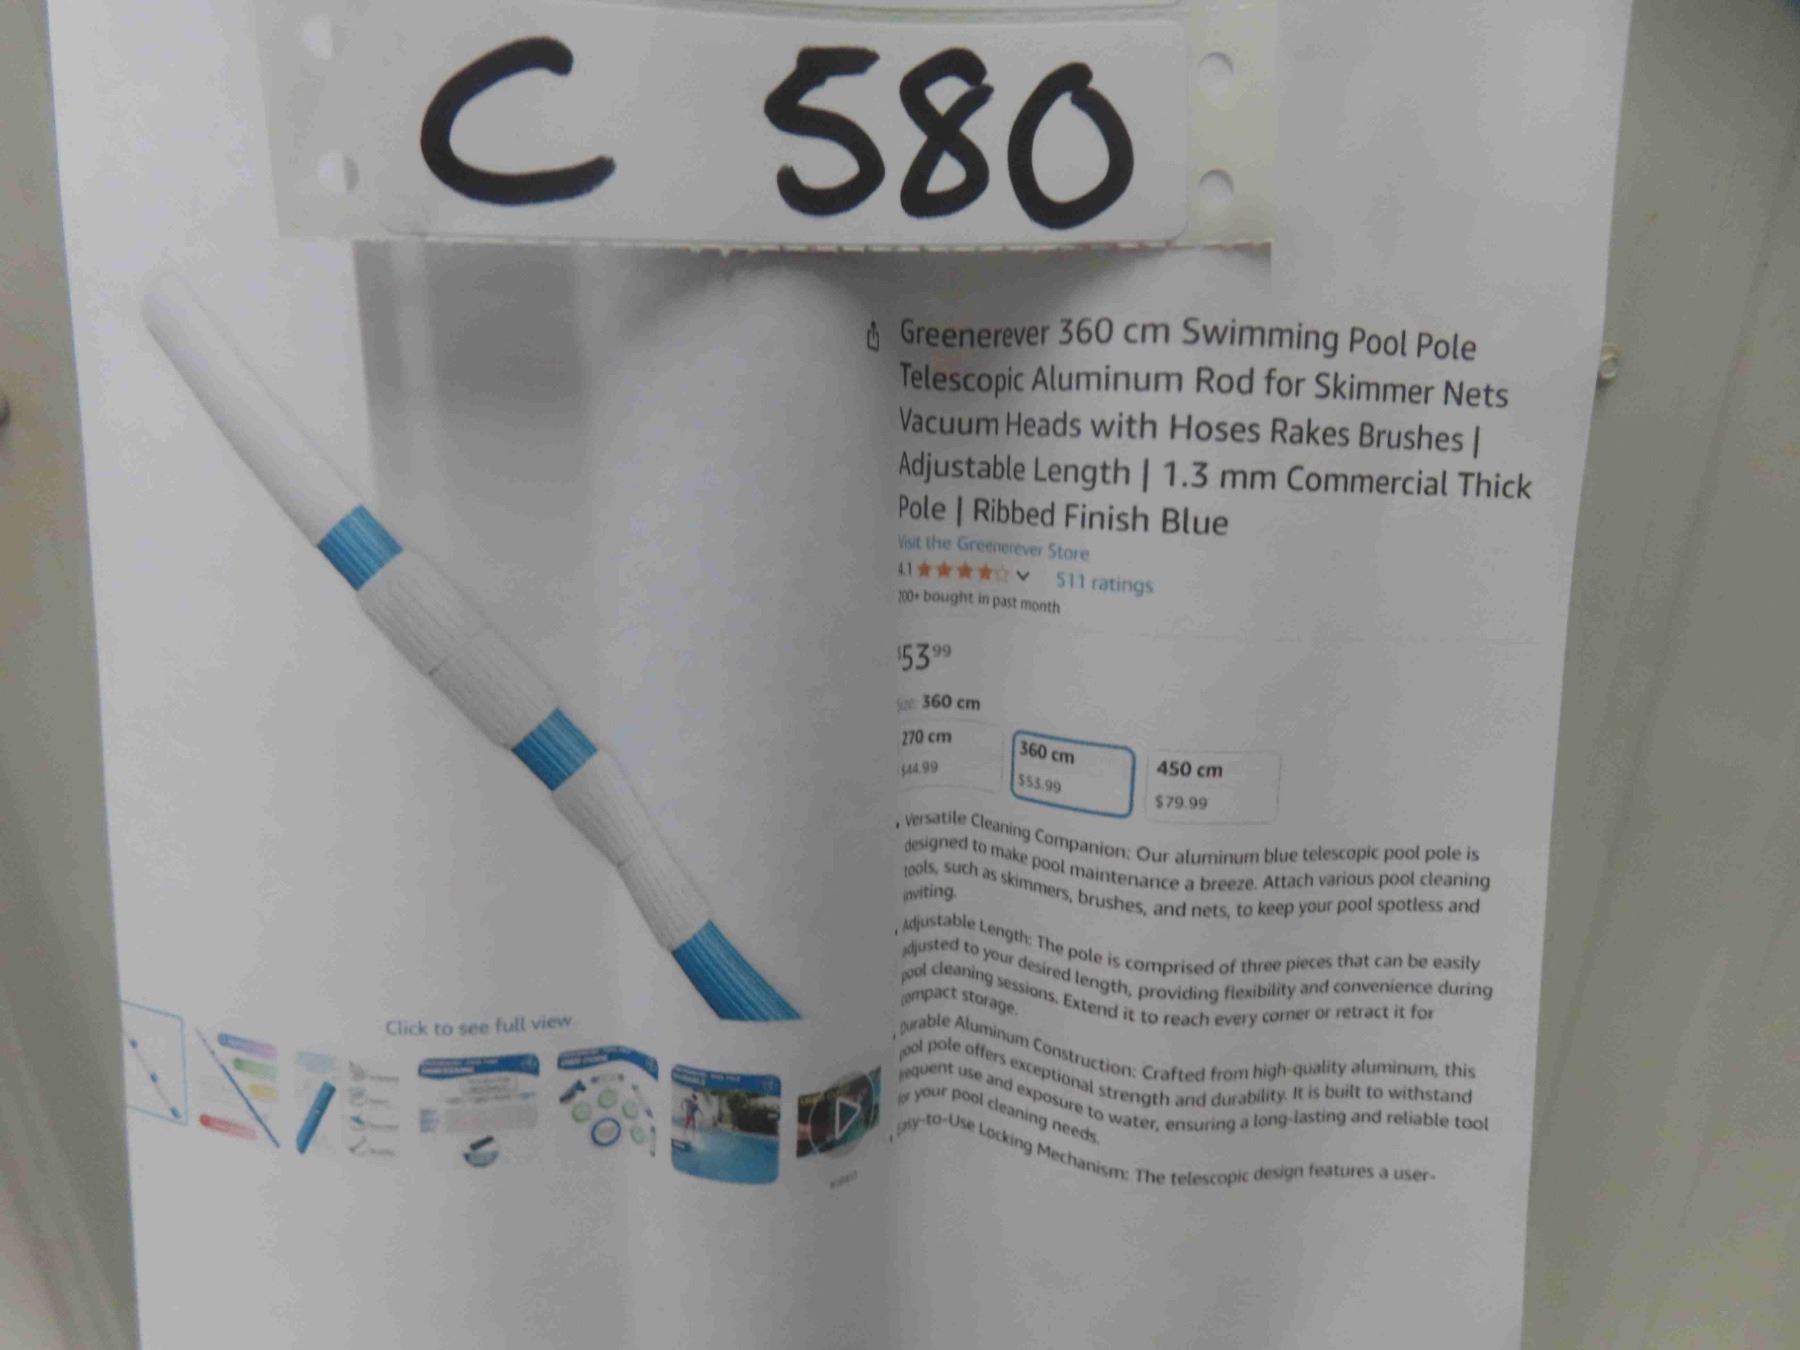 C 580
Greenerever 360 cm Swimming Pool Pole
Telescopic Aluminum Rod for Skimmer Nets
Vacuum Heads with Hoses Rakes Brushes |
Adjustable Length | 1.3 mm Commercial Thick
Pole | Ribbed Finish Blue
Visit the Greenerever Store
4.1 511 ratings
200+ bought in past month
$53 99
Size: 360 cm
270 cm
$44.99
360 cm
$53.99
450 cm
$79.99
Versatile Cleaning Companion: Our aluminum blue telescopic pool pole is
designed to make pool maintenance a breeze. Attach various pool cleaning
tools, such as skimmers, brushes, and nets, to keep your pool spotless and
inviting.
Adjustable Length: The pole is comprised of three pieces that can be easily
adjusted to your desired length, providing flexibility and convenience during
pool cleaning sessions. Extend it to reach every corner or retract it for
compact storage.
Durable Aluminum Construction: Crafted from high-quality aluminum, this
pool pole offers exceptional strength and durability. It is built to withstand
frequent use and exposure to water, ensuring a long-lasting and reliable tool
for your pool cleaning needs.
Easy-to-Use Locking Mechanism: The telescopic design features a user-
Click to see full view